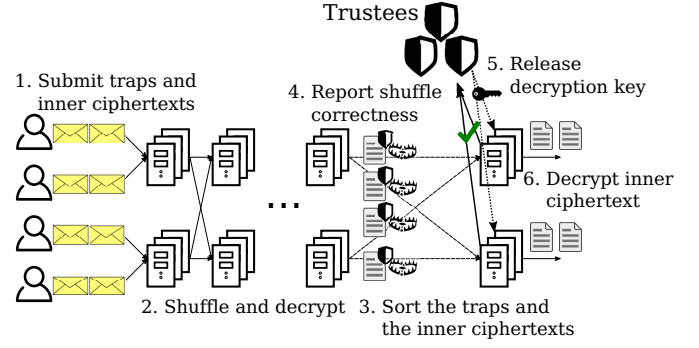 Trustees
1. Submit traps and
inner ciphertexts
5. Release
decryption key
4. Report shuffle
correctness
6. Decrypt inner
ciphertext
...
2. Shuffle and decrypt
3. Sort the traps and
the inner ciphertexts